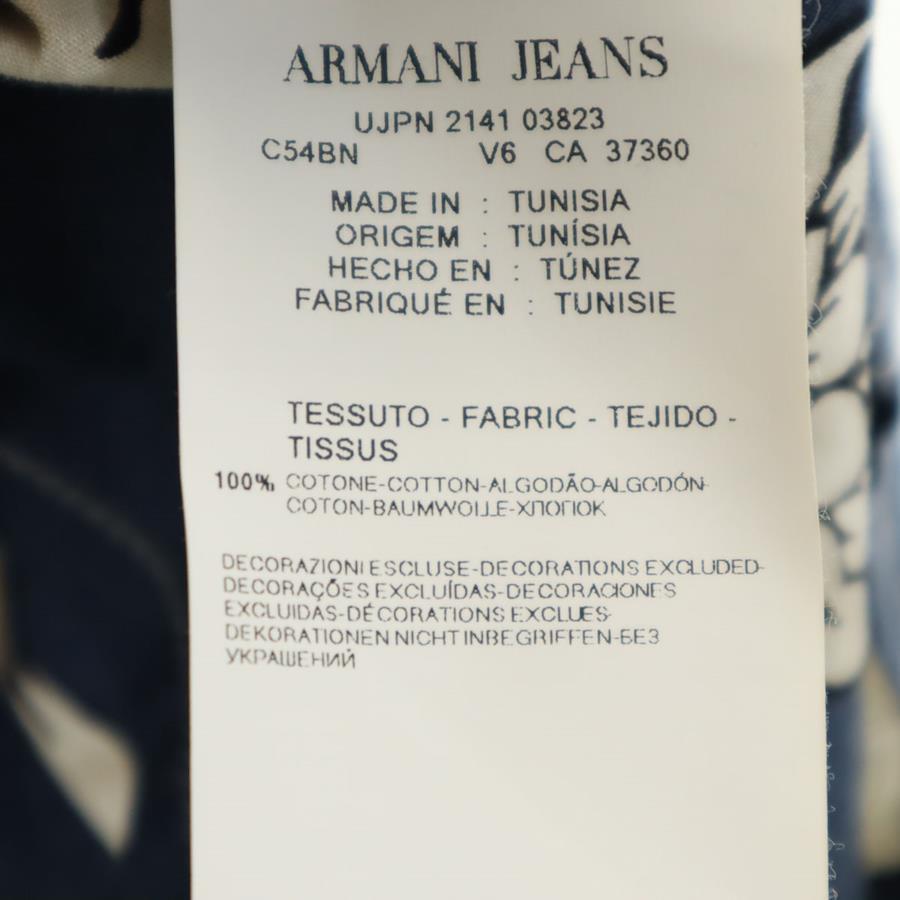 ARMANI JEANS
UJPN 2141 03823
C54BN V6 CA 37360
MADE IN : TUNISIA
ORIGEM : TUNÍSIA
HECHO EN : TÚNEZ
FABRIQUÉ EN : TUNISIE
TESSUTO - FABRIC - TEJIDO -
TISSUS
100% COTONE-COTTON-ALGODÃO-ALGODÓN-
COTON-BAUMWOLLE-ХЛОПОК
DECORAZIONI ESCLUSE-DECORATIONS EXCLUDED-
DECORAÇÕES EXCLUÍDAS-DECORACIONES
EXCLUIDAS-DÉCORATIONS EXCLUES-
DEKORATIONEN NICHT INBEGRIFFEN-БЕЗ
УКРАШЕНИЙ